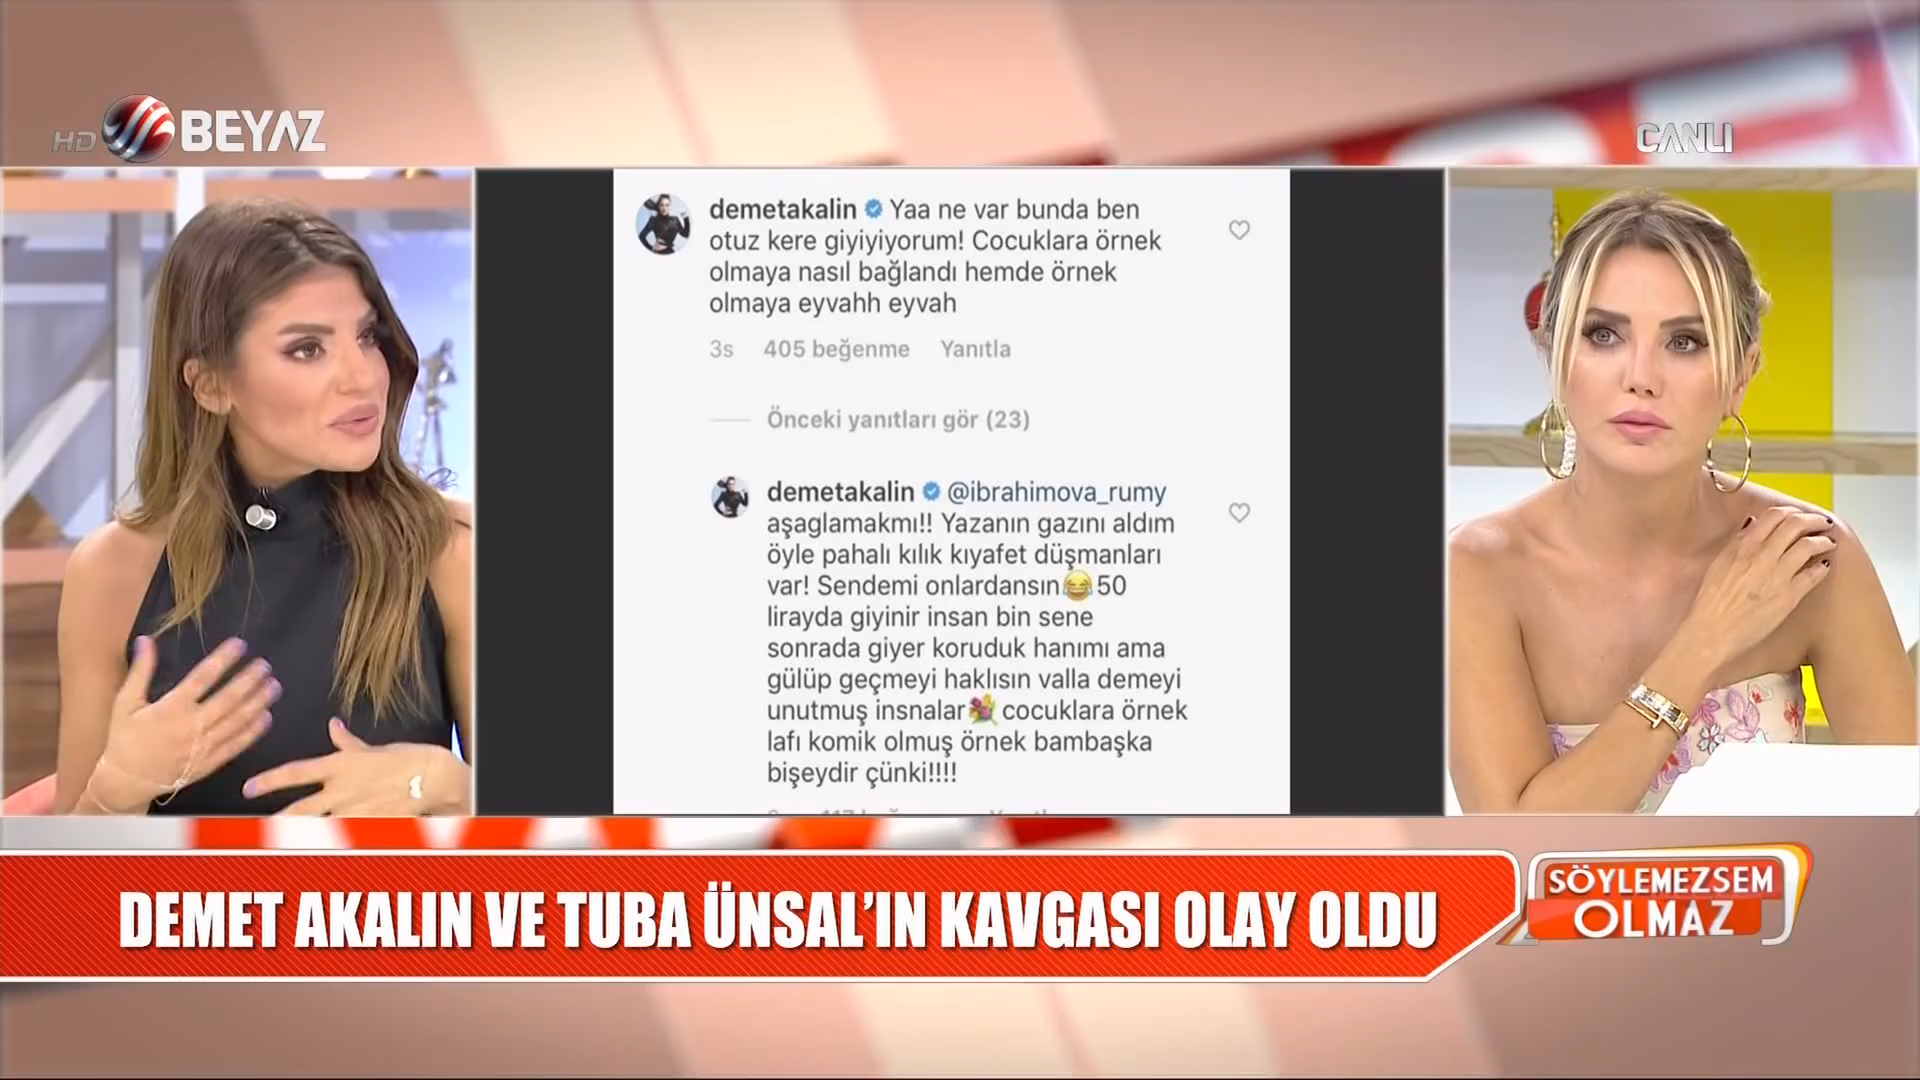 HD BEYAZ
CANLI
demetakalin Yaa ne var bunda ben
otuz kere giyiyiyorum! Cocuklara örnek
olmaya nasıl bağlandı hemde örnek
olmaya eyvahh eyvah
3s 405 beğenme Yanıtla
Önceki yanıtları gör (23)
demetakalin @ibrahimova_rumy
aşaglamakmı!! Yazanın gazını aldım
öyle pahalı kılık kıyafet düşmanları
var! Sendemi onlardansın😂50
lirayda giyinir insan bin sene
sonrada giyer koruduk hanımı ama
gülüp geçmeyi haklısın valla demeyi
unutmuş insnalar💐cocuklara örnek
lafı komik olmuş örnek bambaşka
bişeydir çünki!!!!
DEMET AKALIN VE TUBA ÜNSAL'IN KAVGASI OLAY OLDU
SÖYLEMEZSEM
OLMAZ